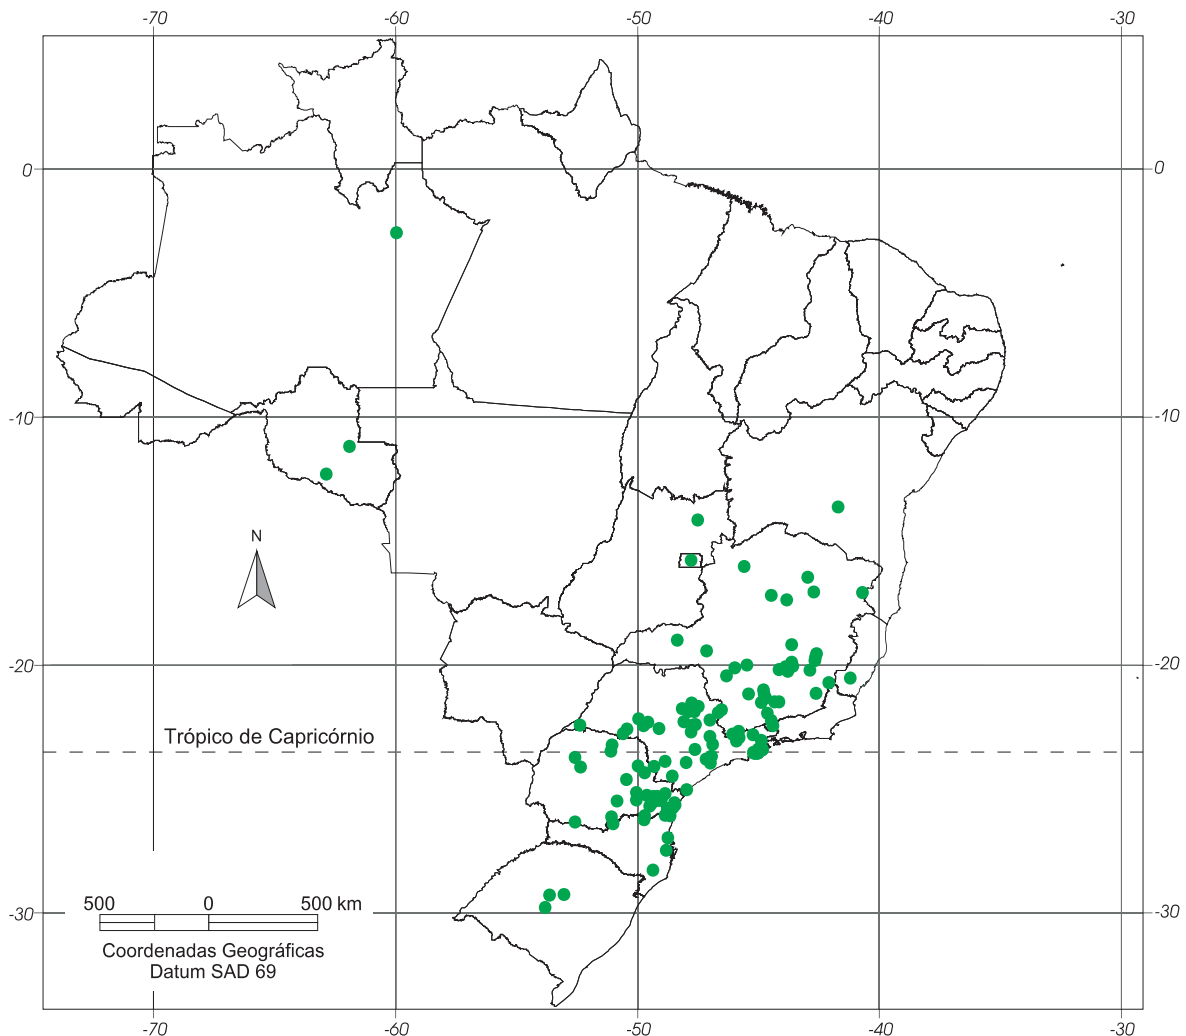 -70 -60 -50 -40 -30
0 0
-10 -10
N
-20 -20
Trópico de Capricórnio
500 0 500 km
-30 -30
Coordenadas Geográficas
Datum SAD 69
-70 -60 -50 -40 -30